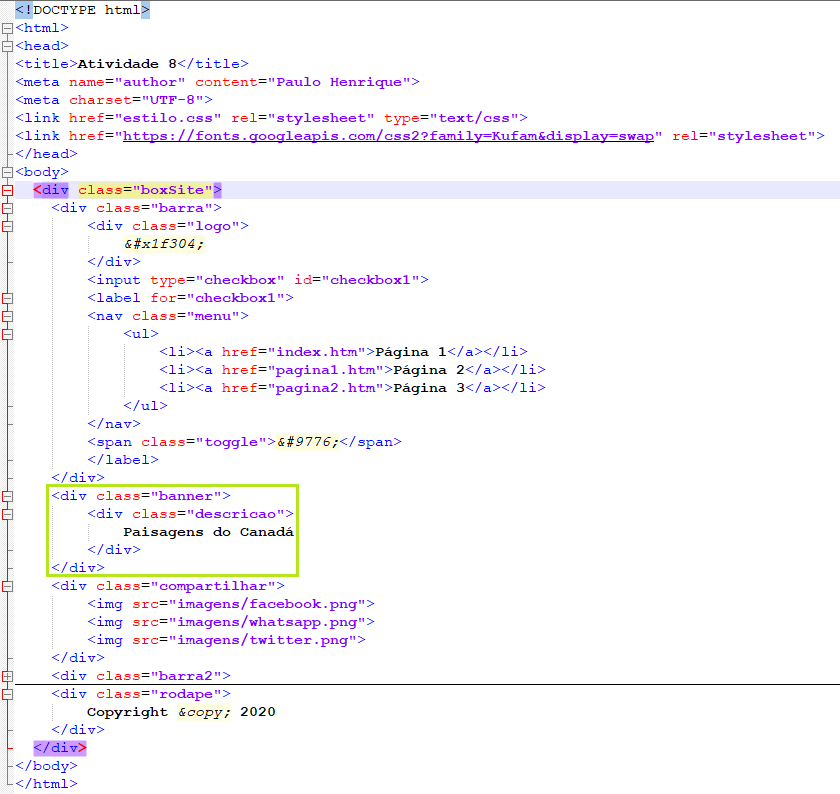 <!DOCTYPE html>
<html>
<head>
<title>Atividade 8</title>
<meta name="author" content="Paulo Henrique">
<meta charset="UTF-8">
<link href="estilo.css" rel="stylesheet" type="text/css">
<link href="https://fonts.googleapis.com/css2?family=Kufam&display=swap" rel="stylesheet">
</head>
<body>
<div class="boxSite">
<div class="barra">
<div class="logo">
&#x1f304;
</div>
<input type="checkbox" id="checkbox1">
<label for="checkbox1">
<nav class="menu">
<ul>
<li><a href="index.htm">Página 1</a></li>
<li><a href="pagina1.htm">Página 2</a></li>
<li><a href="pagina2.htm">Página 3</a></li>
</ul>
</nav>
<span class="toggle">&#9776;</span>
</label>
</div>
<div class="banner">
<div class="descricao">
Paisagens do Canadá
</div>
</div>
<div class="compartilhar">
<img src="imagens/facebook.png">
<img src="imagens/whatsapp.png">
<img src="imagens/twitter.png">
</div>
<div class="barra2">
<div class="rodape">
Copyright &copy; 2020
</div>
</div>
</body>
</html>